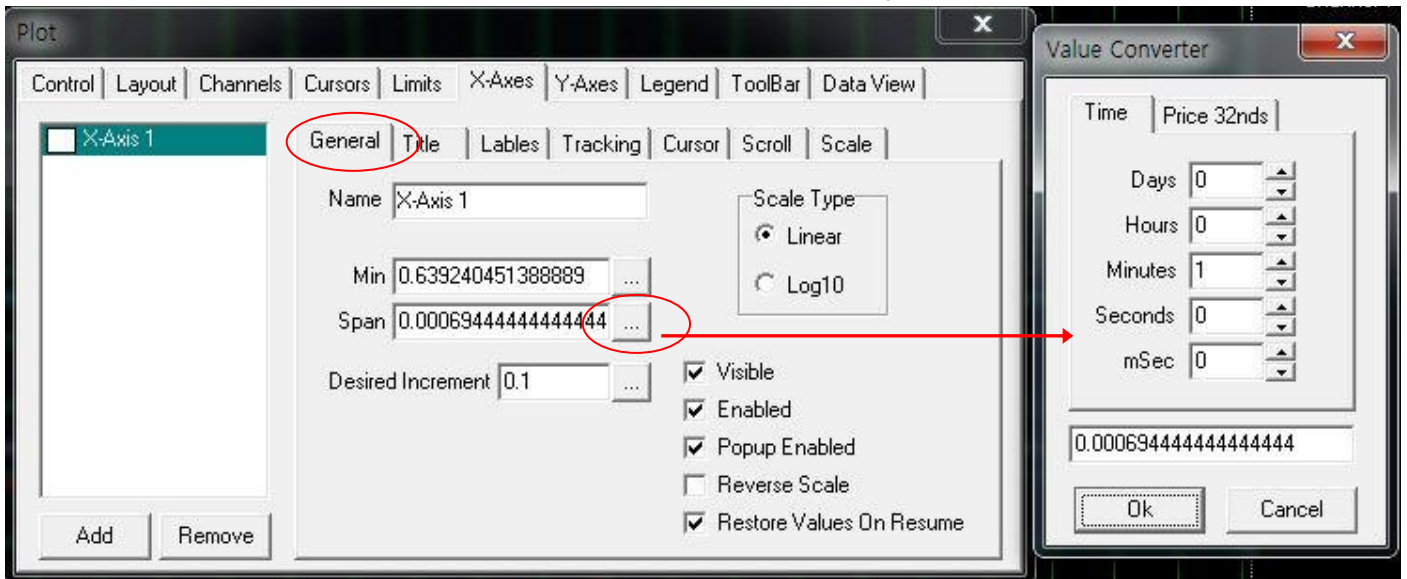 Plot
x
Control Layout Channels Cursors Limits X-Axes Y-Axes Legend ToolBar Data View
X-Axis 1
General Title Lables Tracking Cursor Scroll Scale
Name X-Axis 1
Scale Type
Linear
Log10
Min 0.639240451388889 ...
Span 0.00069444444444444 ...
Desired Increment 0.1 ...
Visible
Enabled
Popup Enabled
Reverse Scale
Restore Values On Resume
Add Remove
Value Converter
x
Time Price 32nds
Days 0
Hours 0
Minutes 1
Seconds 0
mSec 0
0.000694444444444444
Ok Cancel